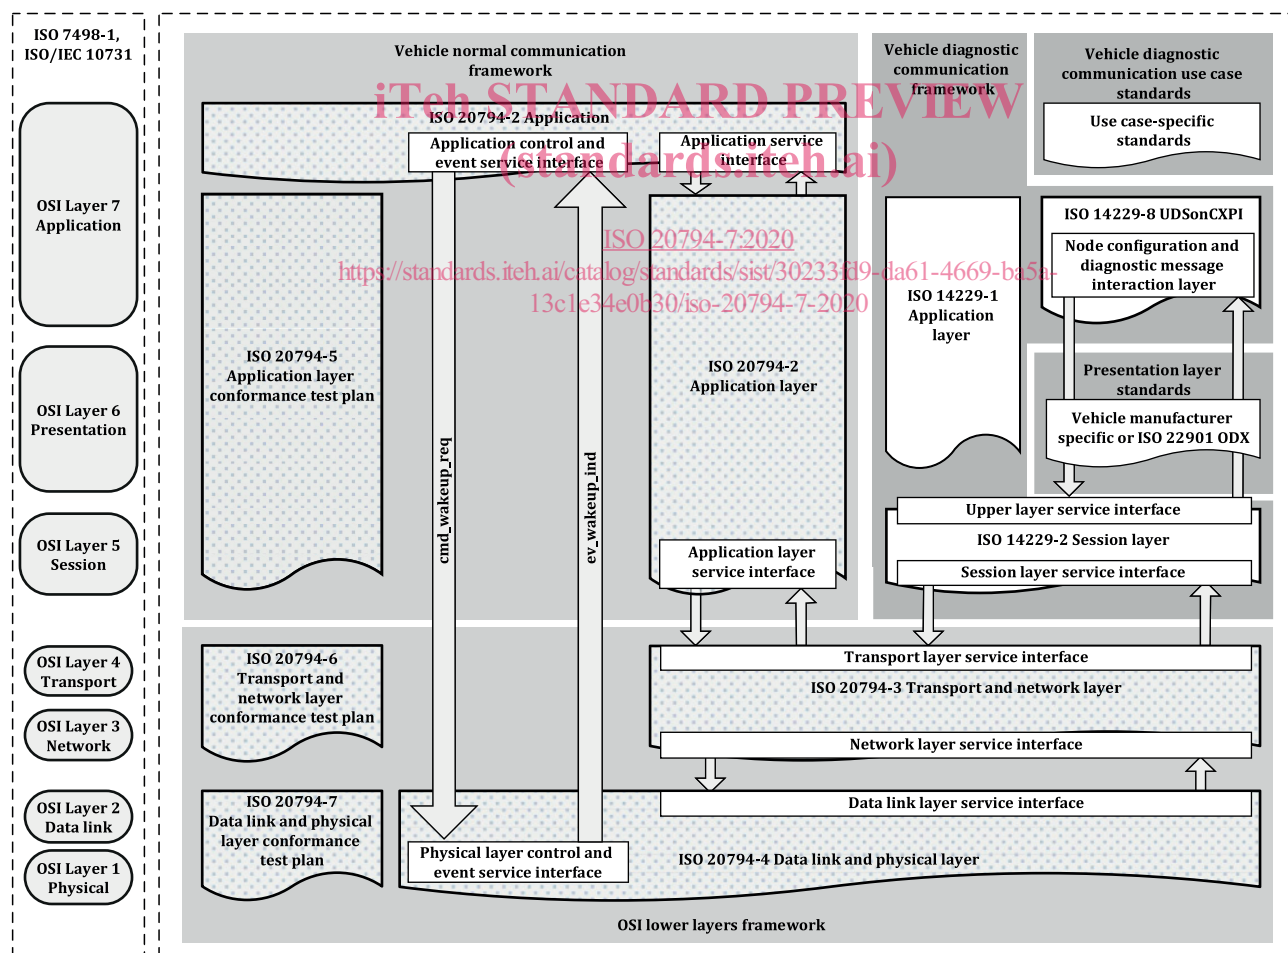 ISO 7498-1,
ISO/IEC 10731
OSI Layer 7
Application
OSI Layer 6
Presentation
OSI Layer 5
Session
OSI Layer 4
Transport
OSI Layer 3
Network
OSI Layer 2
Data link
OSI Layer 1
Physical
Vehicle normal communication
framework
ISO 20794-2 Application
Application control and
event service interface
Application service
interface
ISO 20794-5
Application layer
conformance test plan
cmd_wakeup_req
ev_wakeup_ind
ISO 20794-2
Application layer
Application layer
service interface
Vehicle diagnostic
communication
framework
ISO 14229-1
Application
layer
Vehicle diagnostic
communication use case
standards
Use case-specific
standards
ISO 14229-8 UDSonCXPI
Node configuration and
diagnostic message
interaction layer
Presentation layer
standards
Vehicle manufacturer
specific or ISO 22901 ODX
Upper layer service interface
ISO 14229-2 Session layer
Session layer service interface
ISO 20794-6
Transport and
network layer
conformance test plan
Transport layer service interface
ISO 20794-3 Transport and network layer
Network layer service interface
ISO 20794-7
Data link and physical
layer conformance
test plan
Data link layer service interface
Physical layer control and
event service interface
ISO 20794-4 Data link and physical layer
OSI lower layers framework
iTeh STANDARD PREVIEW
(standards.iteh.ai)
ISO 20794-7:2020
https://standards.iteh.ai/catalog/standards/sist/30233fd9-da61-4669-ba5a-
13c1e34e0b30/iso-20794-7-2020